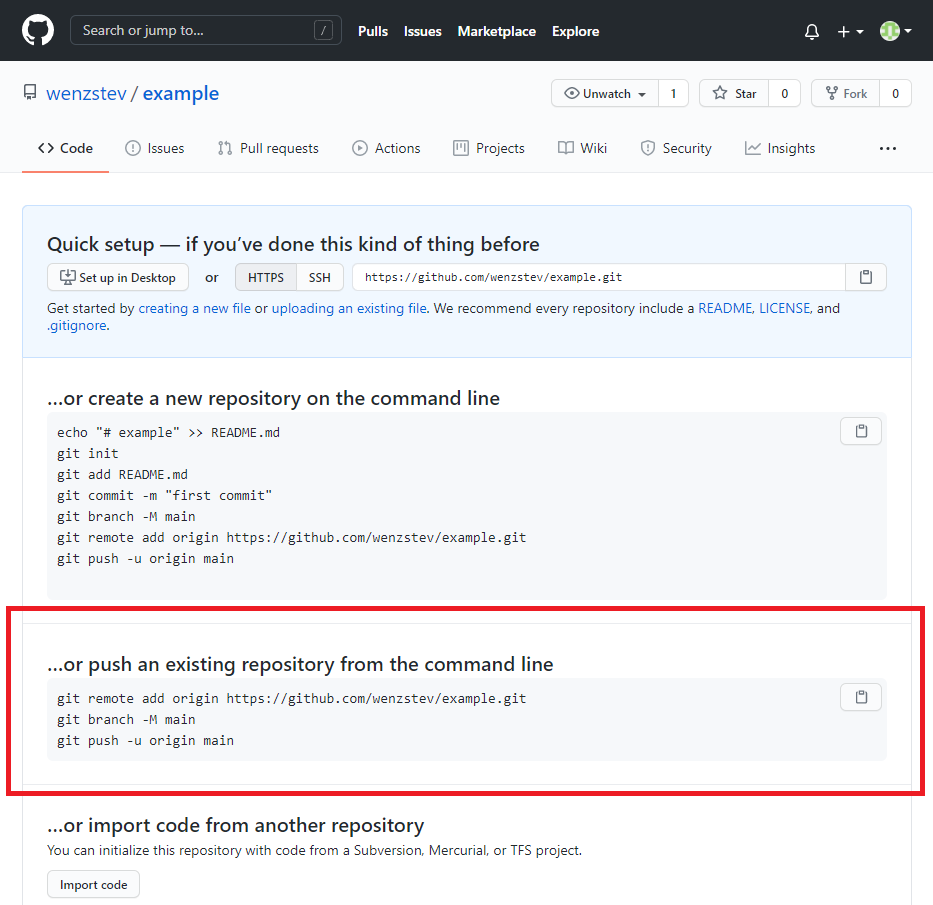 Search or jump to... /
Pulls Issues Marketplace Explore
wenzstev / example
Unwatch 1 Star 0 Fork 0
<> Code Issues Pull requests Actions Projects Wiki Security Insights ...
Quick setup — if you’ve done this kind of thing before
Set up in Desktop or HTTPS SSH https://github.com/wenzstev/example.git
Get started by creating a new file or uploading an existing file. We recommend every repository include a README, LICENSE, and
.gitignore.
…or create a new repository on the command line
echo "# example" >> README.md
git init
git add README.md
git commit -m "first commit"
git branch -M main
git remote add origin https://github.com/wenzstev/example.git
git push -u origin main
…or push an existing repository from the command line
git remote add origin https://github.com/wenzstev/example.git
git branch -M main
git push -u origin main
…or import code from another repository
You can initialize this repository with code from a Subversion, Mercurial, or TFS project.
Import code